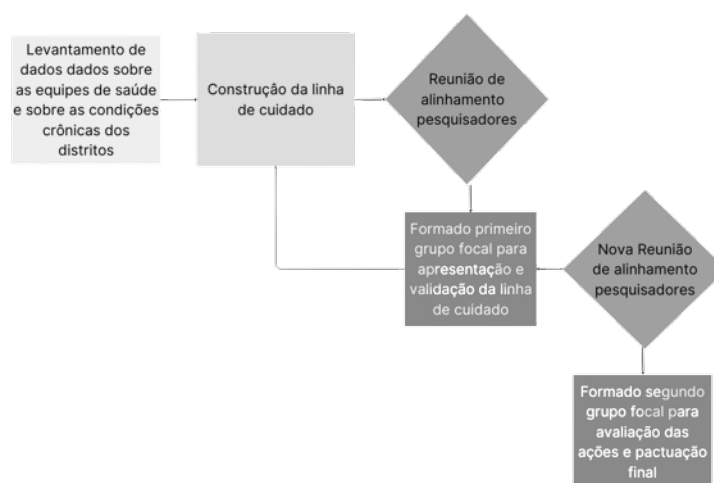 Levantamento de
dados dados sobre
as equipes de saúde
e sobre as condições
crônicas dos
distritos
Construção da linha
de cuidado
Reunião de
alinhamento
pesquisadores
Formado primeiro
grupo focal para
apresentação e
validação da linha
de cuidado
Nova Reunião
de alinhamento
pesquisadores
Formado segundo
grupo focal para
avaliação das
ações e pactuação
final